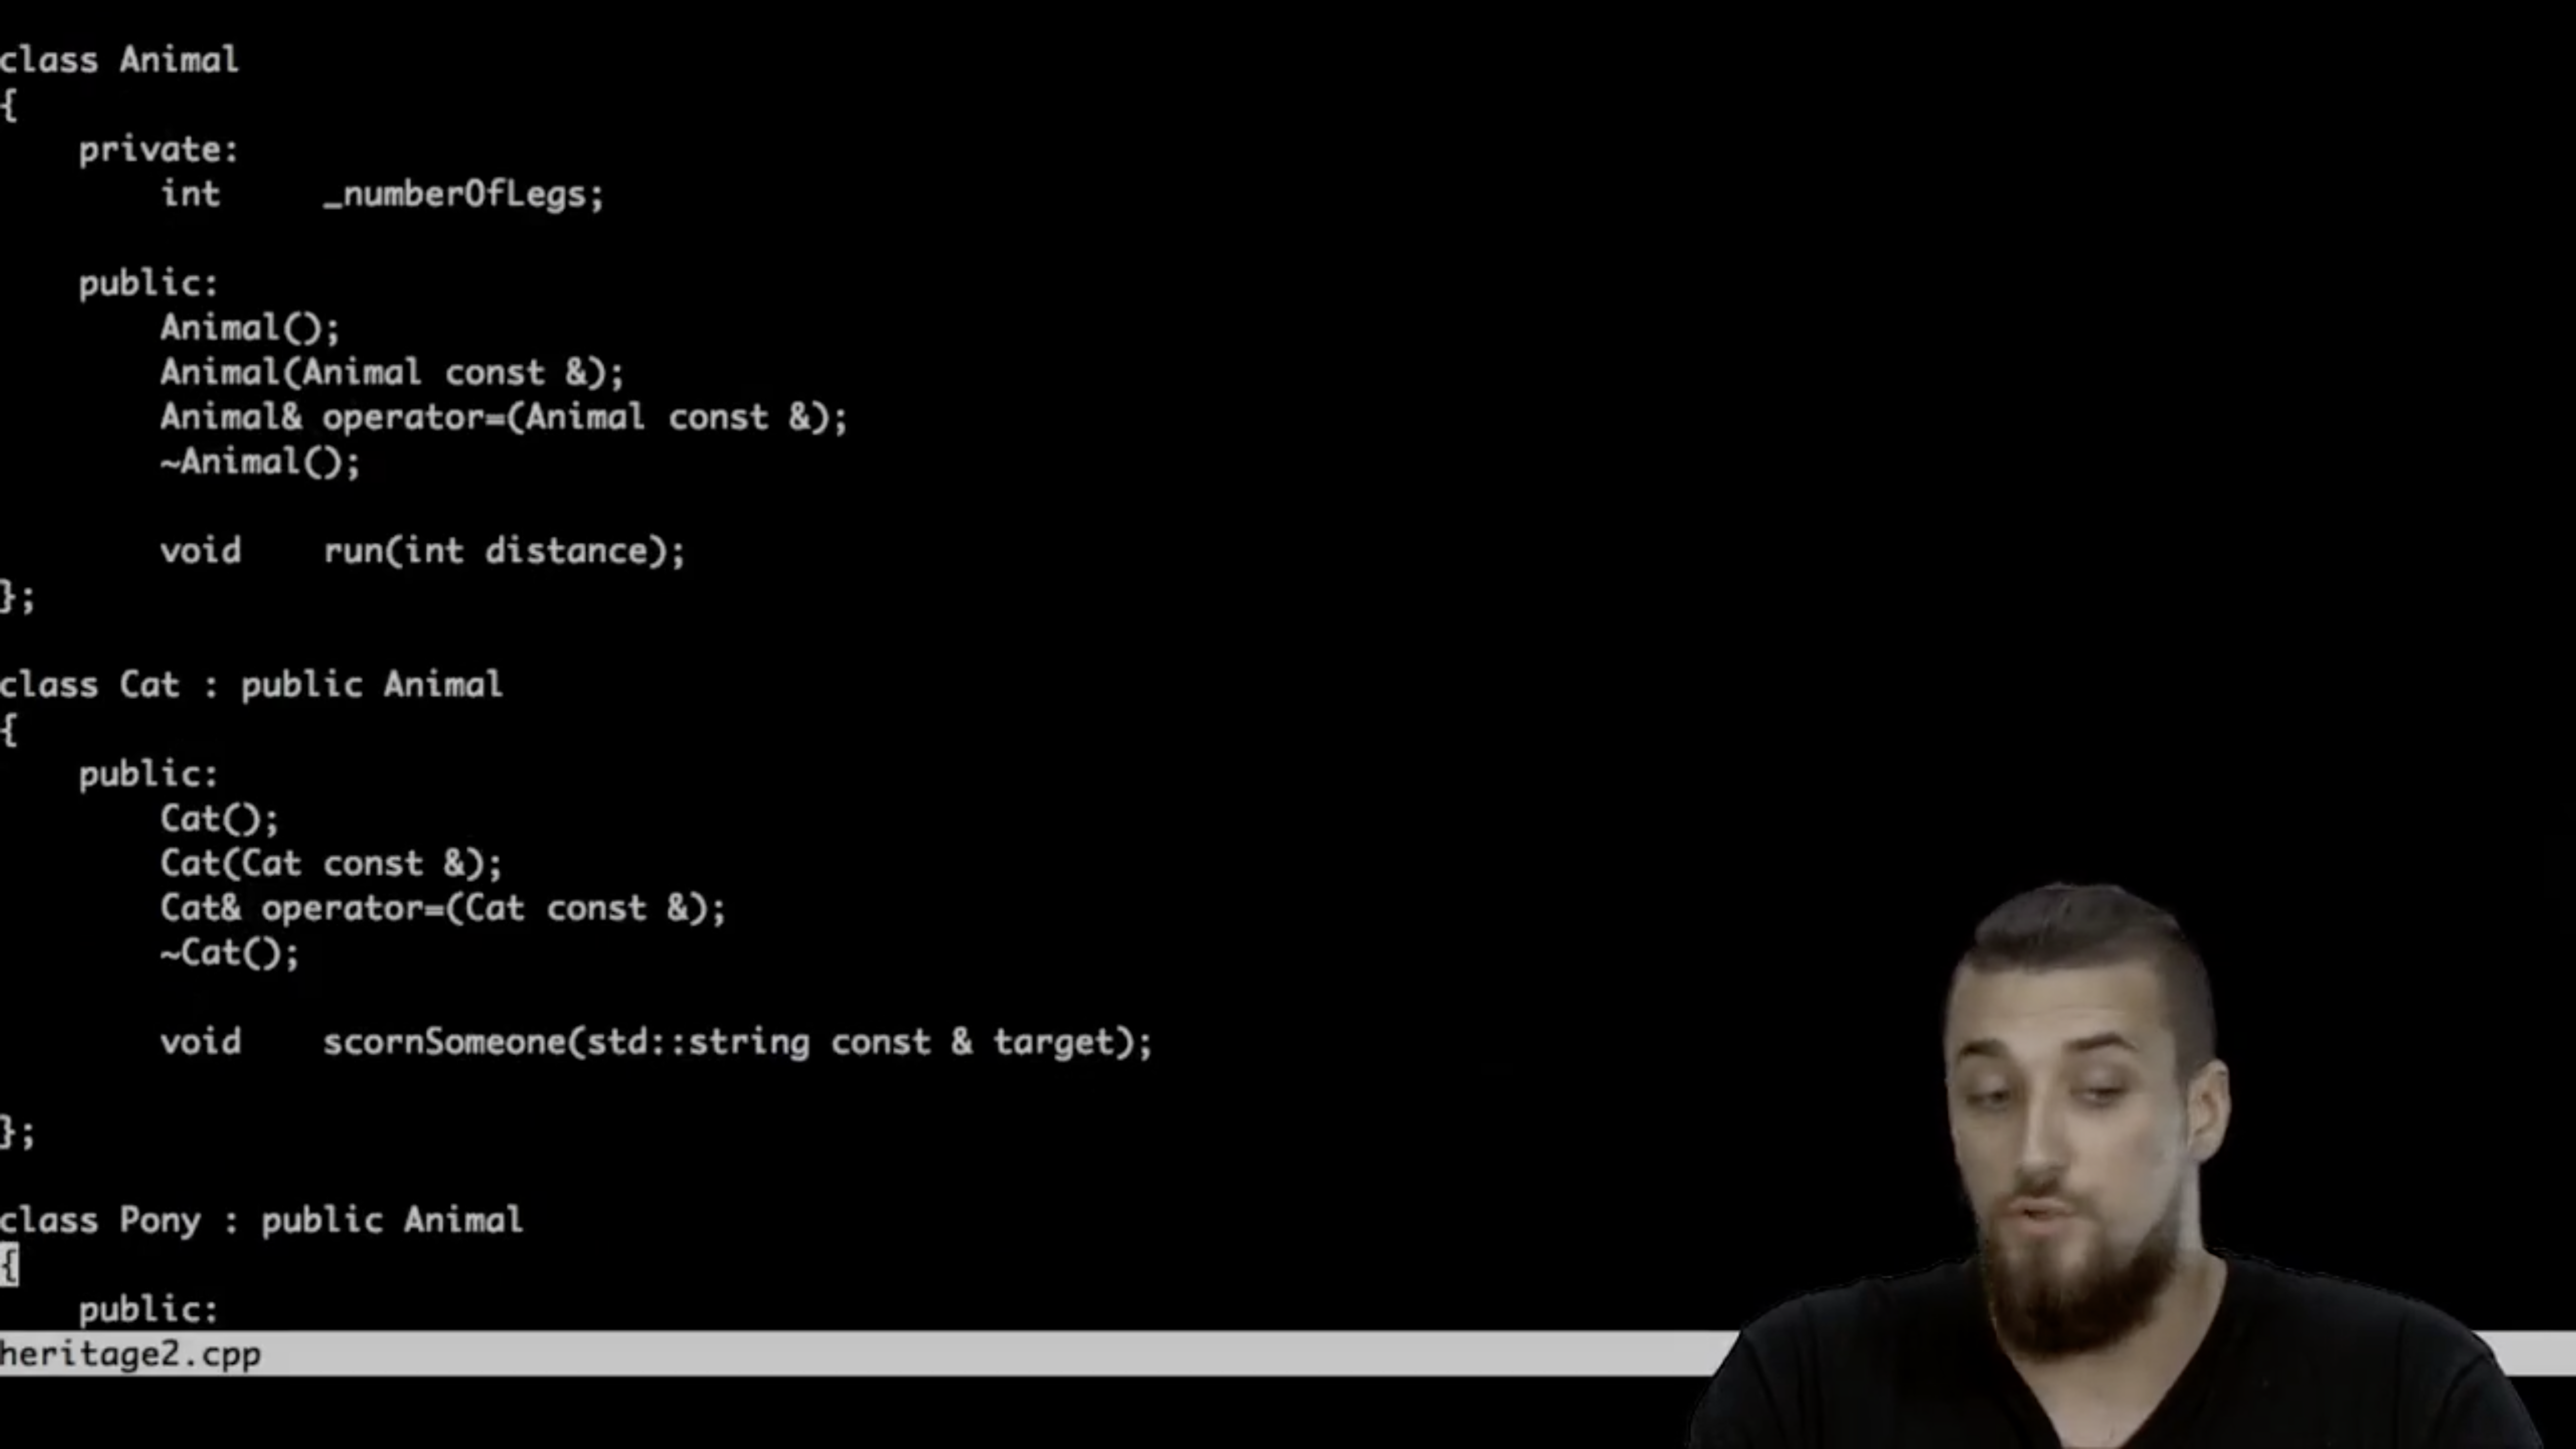 class Animal
{
    private:
        int     _numberOfLegs;

    public:
        Animal();
        Animal(Animal const &);
        Animal& operator=(Animal const &);
        ~Animal();

        void    run(int distance);
};

class Cat : public Animal
{
    public:
        Cat();
        Cat(Cat const &);
        Cat& operator=(Cat const &);
        ~Cat();

        void    scornSomeone(std::string const & target);

};

class Pony : public Animal
{
    public:
heritage2.cpp